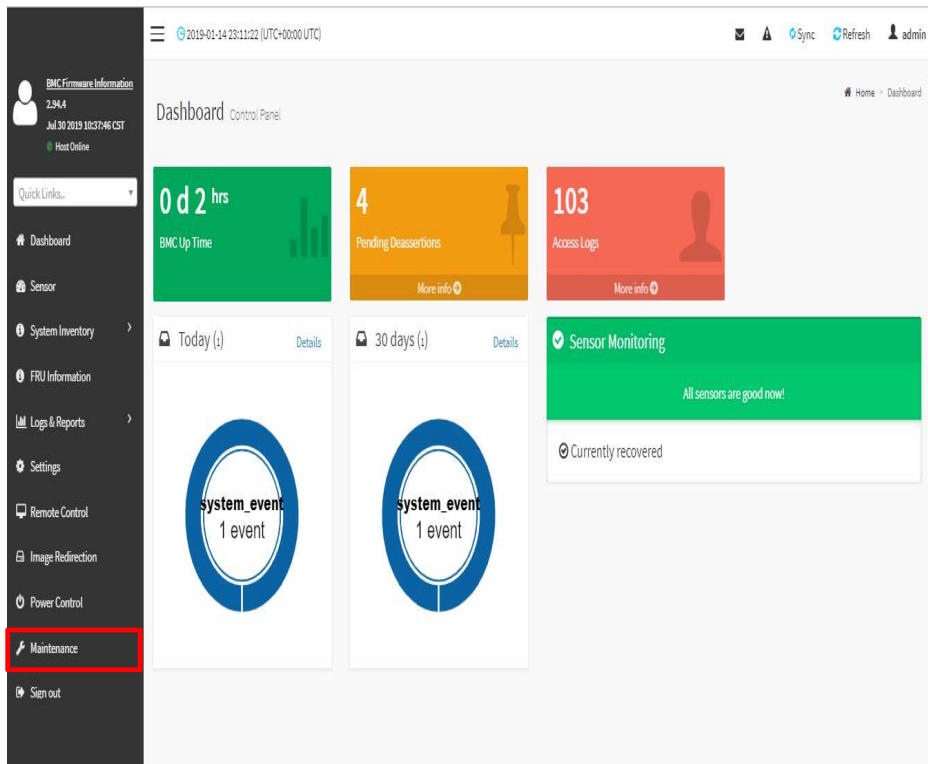 2019-01-14 23:11:22 (UTC+00:00 UTC)
Sync
Refresh
admin
BMC Firmware Information
2.94.4
Jul 30 2019 10:37:46 CST
Host Online
Quick Links..
Dashboard
Sensor
System Inventory
FRU Information
Logs & Reports
Settings
Remote Control
Image Redirection
Power Control
Maintenance
Sign out
Dashboard Control Panel
Home > Dashboard
0 d 2 hrs
BMC Up Time
4
Pending Deassertions
More info
103
Access Logs
More info
Today (1) Details
system_event
1 event
30 days (1) Details
system_event
1 event
Sensor Monitoring
All sensors are good now!
Currently recovered